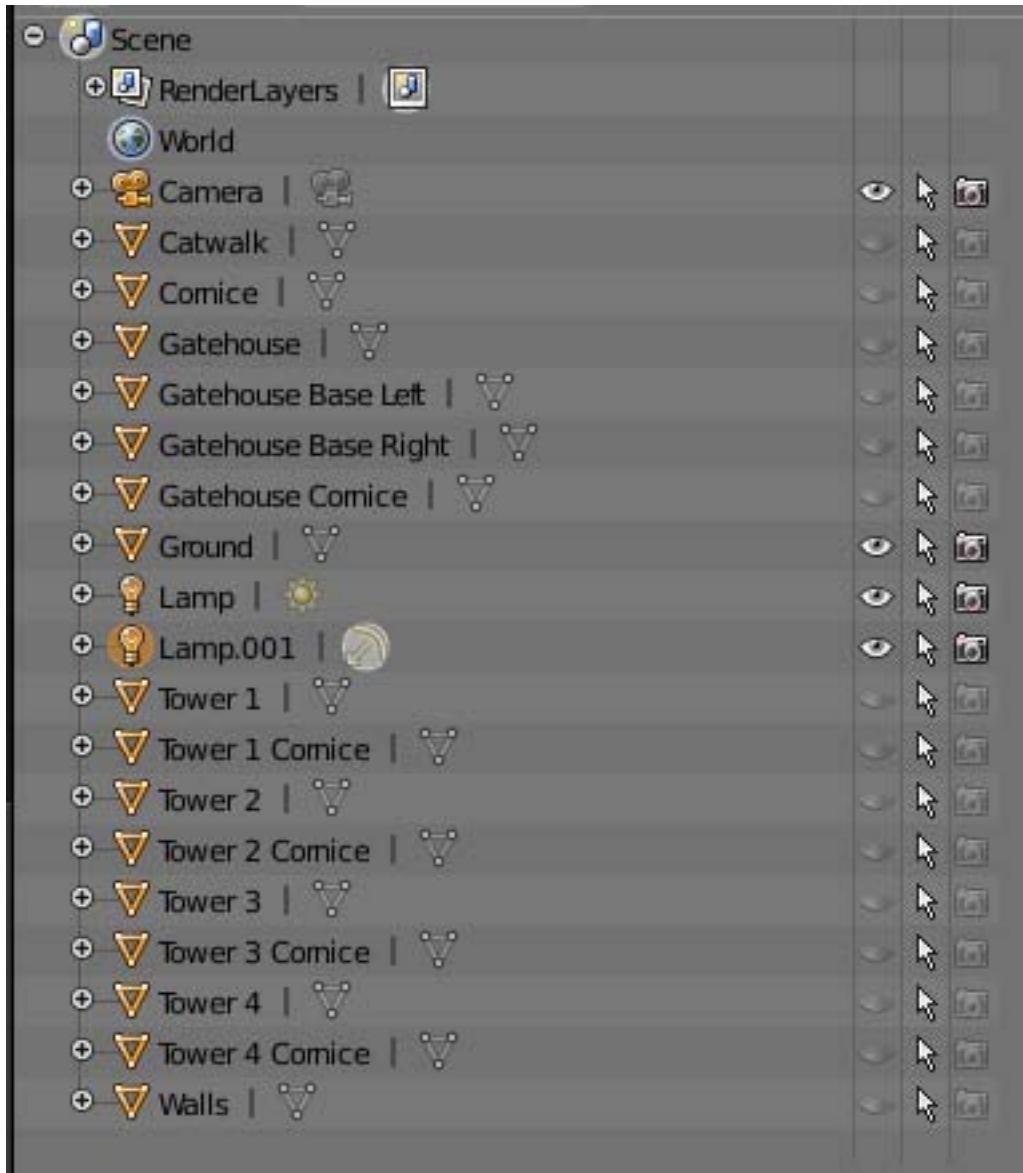 Scene
RenderLayers |
World
Camera |
Catwalk |
Cornice |
Gatehouse |
Gatehouse Base Left |
Gatehouse Base Right |
Gatehouse Cornice |
Ground |
Lamp |
Lamp.001 |
Tower 1 |
Tower 1 Cornice |
Tower 2 |
Tower 2 Cornice |
Tower 3 |
Tower 3 Cornice |
Tower 4 |
Tower 4 Cornice |
Walls |